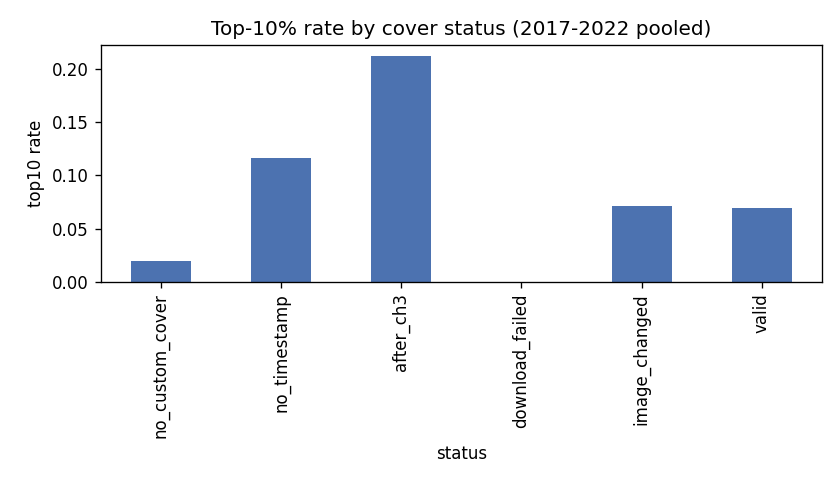 Top-10% rate by cover status (2017-2022 pooled)
top10 rate
0.20
0.15
0.10
0.05
0.00
no_custom_cover
no_timestamp
after_ch3
download_failed
image_changed
valid
status